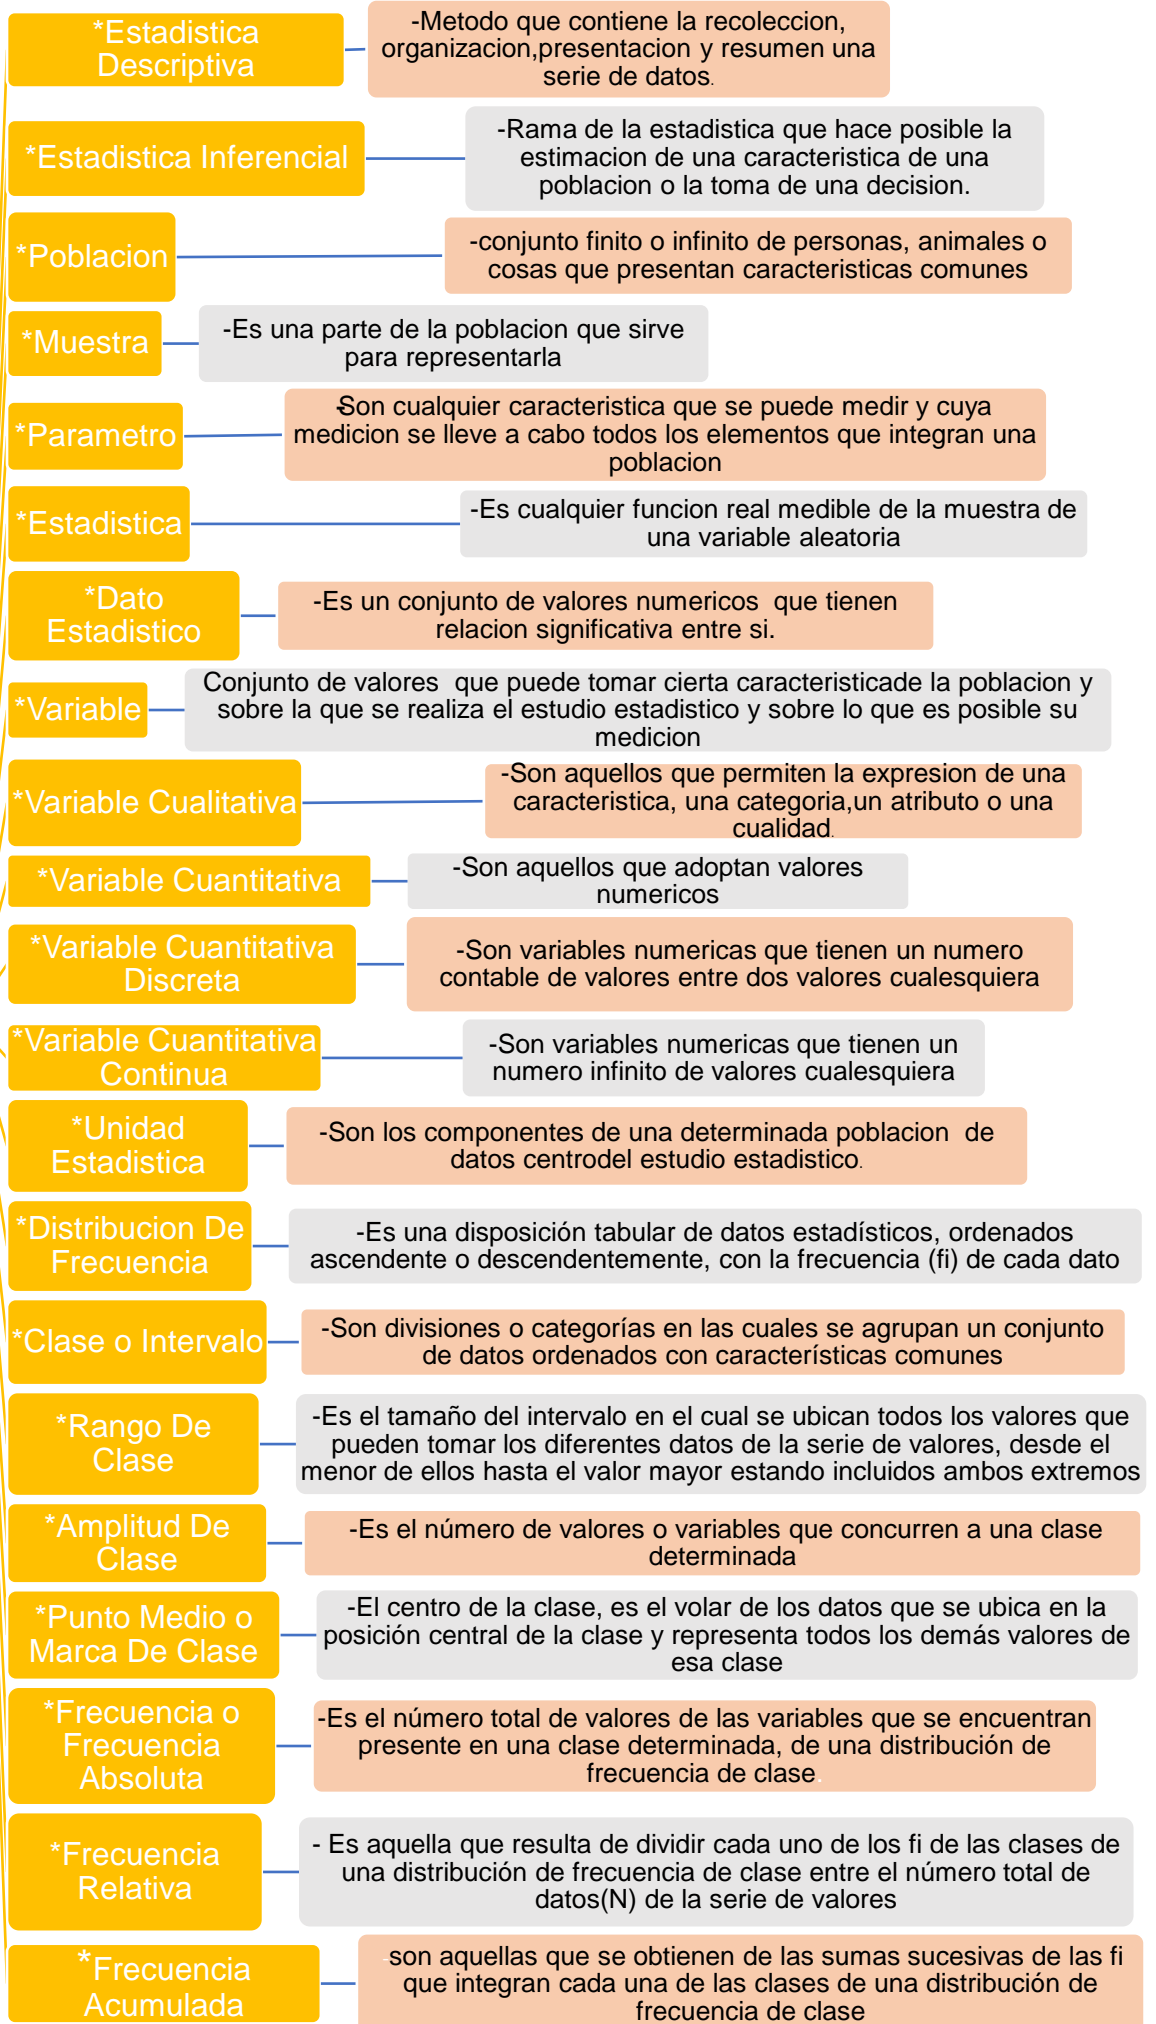 *Estadistica
Descriptiva
-Metodo que contiene la recoleccion,
organizacion,presentacion y resumen una
serie de datos.
*Estadistica Inferencial
-Rama de la estadistica que hace posible la
estimacion de una caracteristica de una
poblacion o la toma de una decision.
*Poblacion
-conjunto finito o infinito de personas, animales o
cosas que presentan caracteristicas comunes
*Muestra
-Es una parte de la poblacion que sirve
para representarla
*Parametro
-Son cualquier caracteristica que se puede medir y cuya
medicion se lleve a cabo todos los elementos que integran una
poblacion
*Estadistica
-Es cualquier funcion real medible de la muestra de
una variable aleatoria
*Dato
Estadistico
-Es un conjunto de valores numericos que tienen
relacion significativa entre si.
*Variable
Conjunto de valores que puede tomar cierta caracteristicade la poblacion y
sobre la que se realiza el estudio estadistico y sobre lo que es posible su
medicion
*Variable Cualitativa
-Son aquellos que permiten la expresion de una
caracteristica, una categoria,un atributo o una
cualidad.
*Variable Cuantitativa
-Son aquellos que adoptan valores
numericos
*Variable Cuantitativa
Discreta
-Son variables numericas que tienen un numero
contable de valores entre dos valores cualesquiera
*Variable Cuantitativa
Continua
-Son variables numericas que tienen un
numero infinito de valores cualesquiera
*Unidad
Estadistica
-Son los componentes de una determinada poblacion de
datos centrodel estudio estadistico.
*Distribucion De
Frecuencia
-Es una disposición tabular de datos estadísticos, ordenados
ascendente o descendentemente, con la frecuencia (fi) de cada dato
*Clase o Intervalo
-Son divisiones o categorías en las cuales se agrupan un conjunto
de datos ordenados con características comunes
*Rango De
Clase
-Es el tamaño del intervalo en el cual se ubican todos los valores que
pueden tomar los diferentes datos de la serie de valores, desde el
menor de ellos hasta el valor mayor estando incluidos ambos extremos
*Amplitud De
Clase
-Es el número de valores o variables que concurren a una clase
determinada
*Punto Medio o
Marca De Clase
-El centro de la clase, es el volar de los datos que se ubica en la
posición central de la clase y representa todos los demás valores de
esa clase
*Frecuencia o
Frecuencia
Absoluta
-Es el número total de valores de las variables que se encuentran
presente en una clase determinada, de una distribución de
frecuencia de clase.
*Frecuencia
Relativa
- Es aquella que resulta de dividir cada uno de los fi de las clases de
una distribución de frecuencia de clase entre el número total de
datos(N) de la serie de valores
*Frecuencia
Acumulada
-son aquellas que se obtienen de las sumas sucesivas de las fi
que integran cada una de las clases de una distribución de
frecuencia de clase